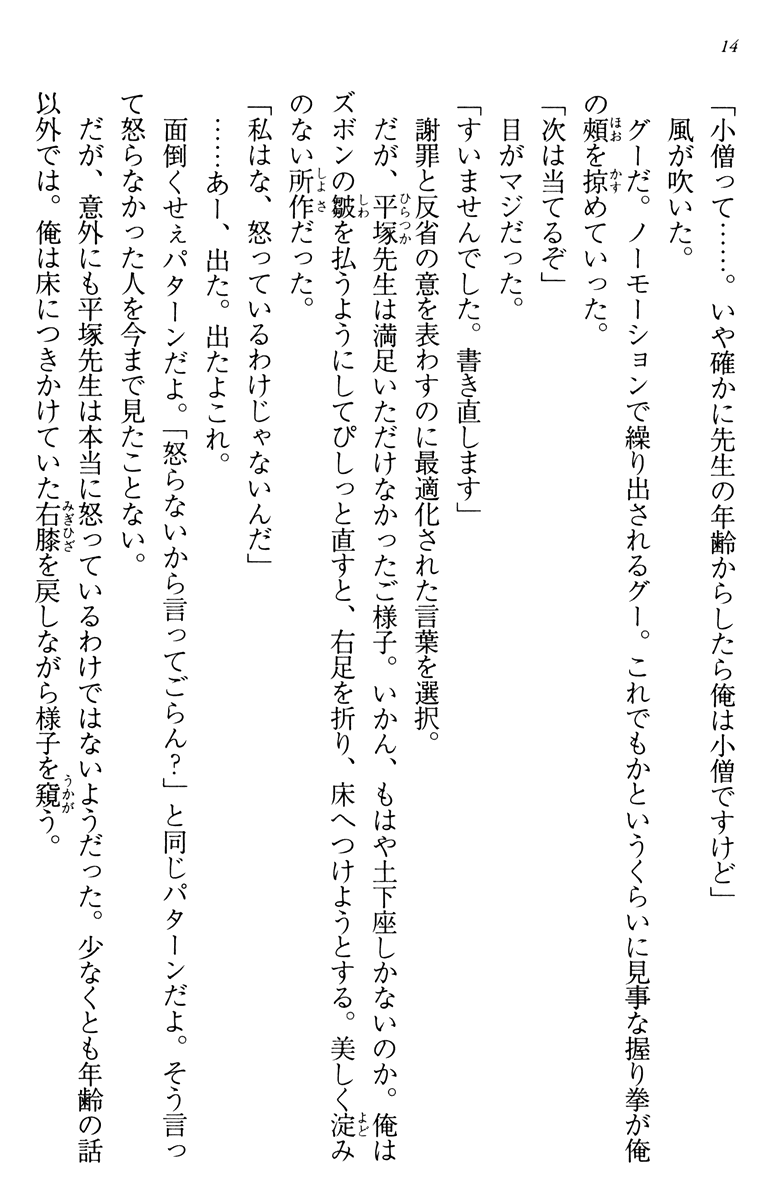 14
「小僧って……。いや確かに先生の年齢からしたら俺は小僧ですけど」
風が吹いた。
グーだ。ノーモーションで繰り出されるグー。これでもかというくらいに見事な握り拳が俺
の頰を掠めていった。
「次は当てるぞ」
目がマジだった。
「すいませんでした。書き直します」
謝罪と反省の意を表わすのに最適化された言葉を選択。
だが、平塚先生は満足いただけなかったご様子。いかん、もはや土下座しかないのか。俺は
ズボンの皺を払うようにしてぴしっと直すと、右足を折り、床へつけようとする。美しく淀み
のない所作だった。
「私はな、怒っているわけじゃないんだ」
……あー、出た。出たよこれ。
面倒くせぇパターンだよ。「怒らないから言ってごらん?」と同じパターンだよ。そう言っ
て怒らなかった人を今まで見たことない。
だが、意外にも平塚先生は本当に怒っているわけではないようだった。少なくとも年齢の話
以外では。俺は床につきかけていた右膝を戻しながら様子を窺う。